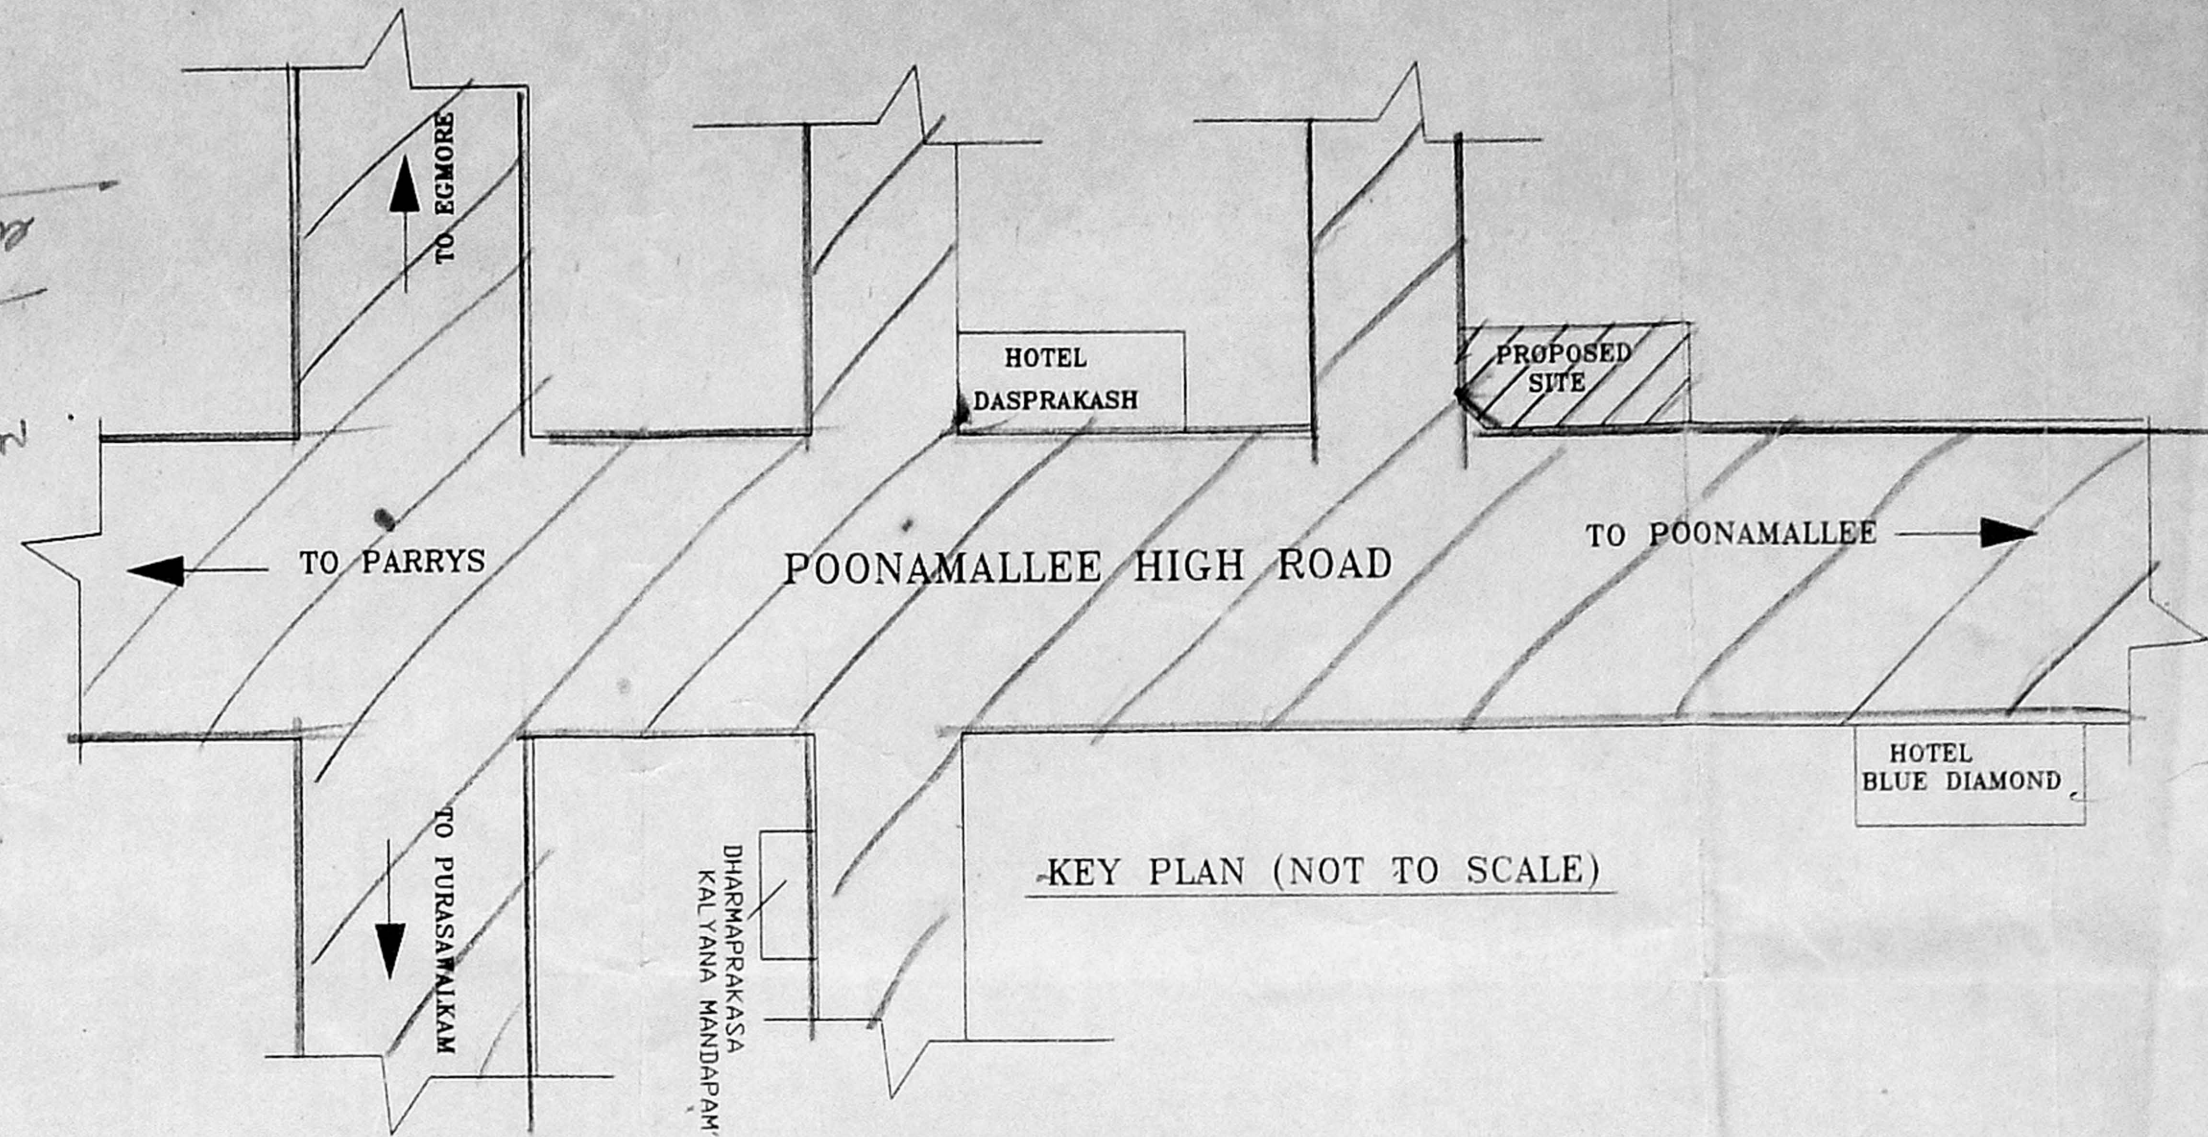 TO EGMORE
HOTEL
DASPRAKASH
PROPOSED
SITE
TO PARRYS
POONAMALLEE HIGH ROAD
TO POONAMALLEE
HOTEL
BLUE DIAMOND
TO PURASAWALKAM
DHARMAPRAKASA
KALYANA MANDAPAM
KEY PLAN (NOT TO SCALE)